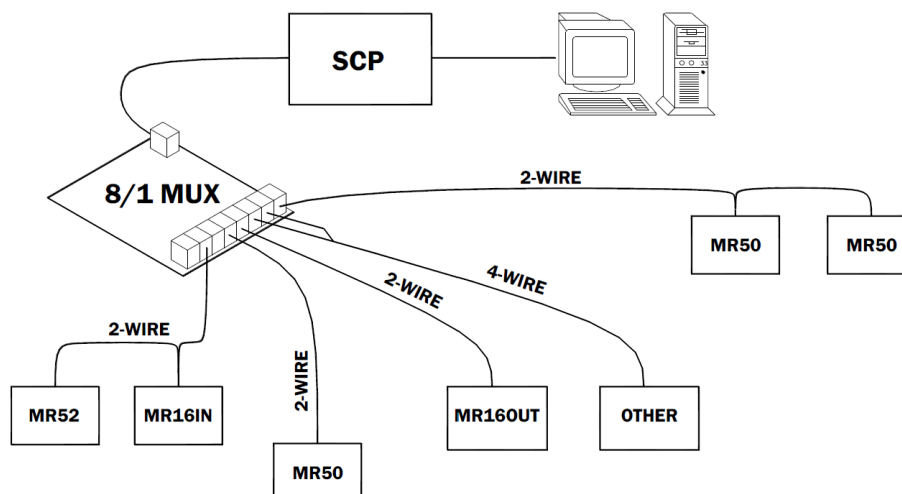 SCP
33
8/1 MUX
2-WIRE
MR50
MR50
4-WIRE
2-WIRE
2-WIRE
2-WIRE
MR52
MR16IN
MR16OUT
OTHER
MR50